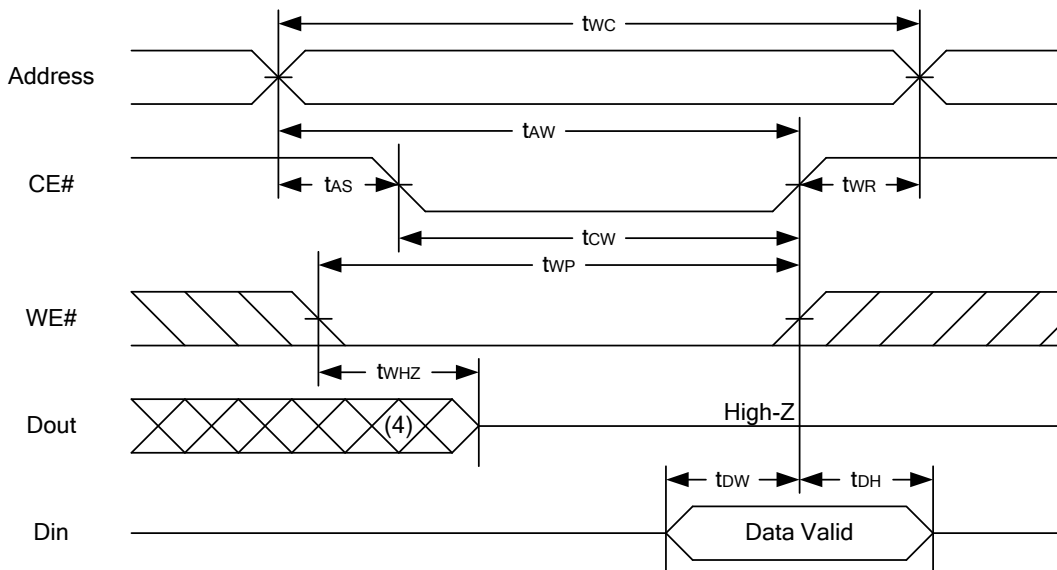 tWC
Address
tAW
CE#
tAS
tWR
tCW
tWP
WE#
tWHZ
Dout
(4)
High-Z
tDW
tDH
Din
Data Valid